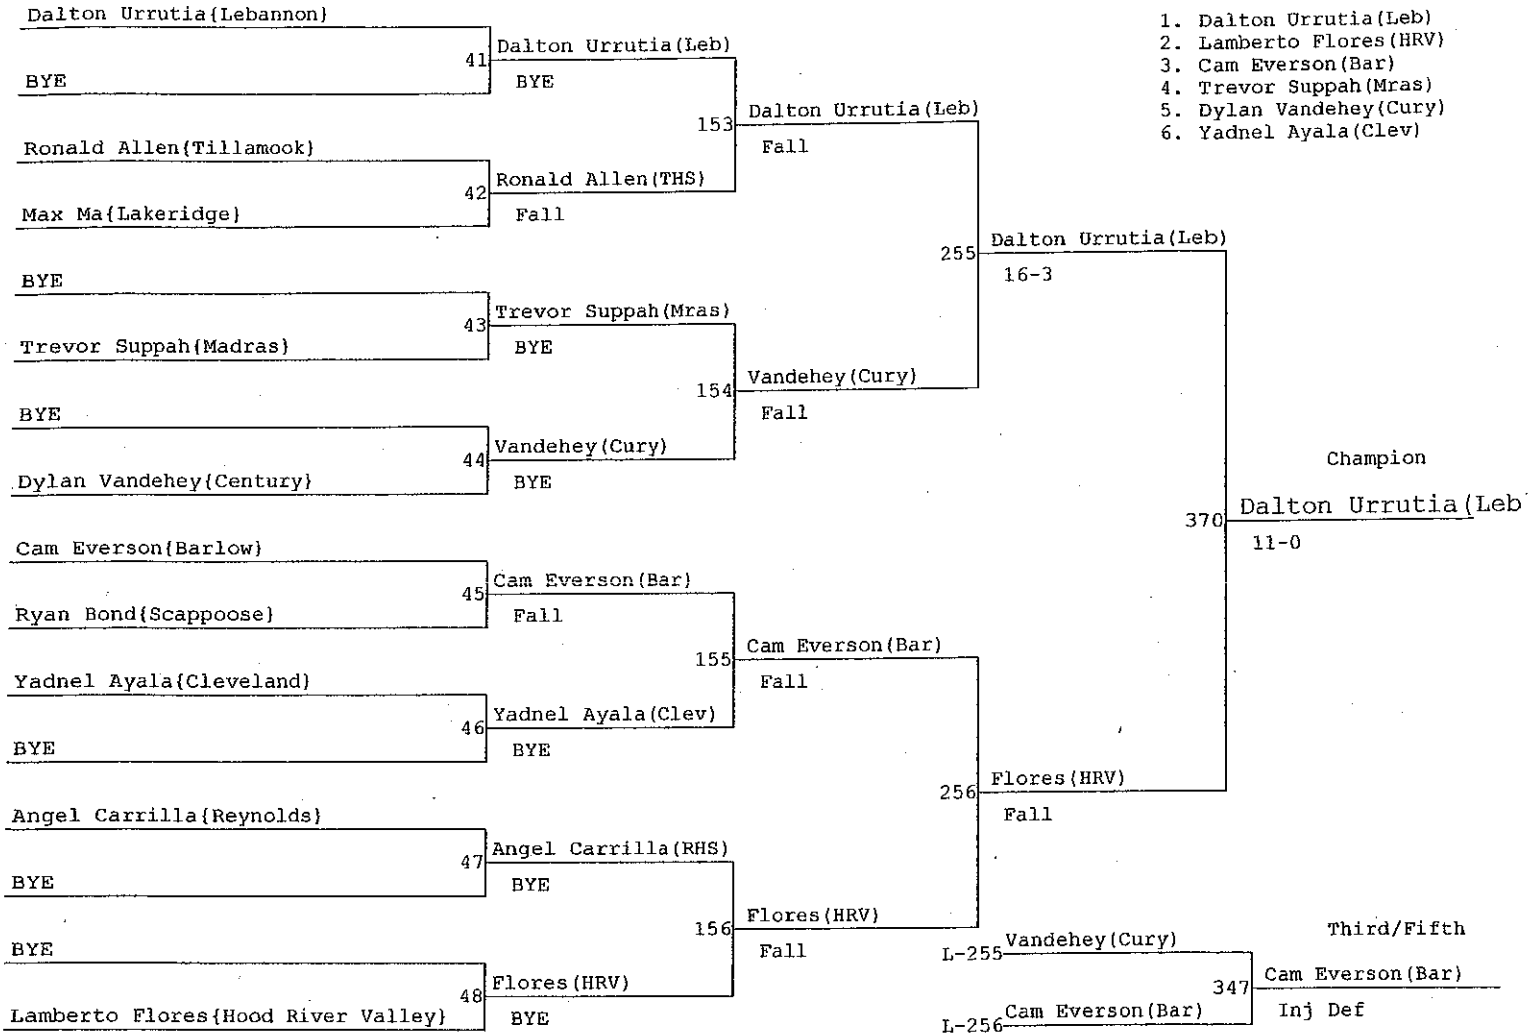 Dalton Urrutia{Lebannon}
BYE
41
Dalton Urrutia(Leb)
BYE
Ronald Allen{Tillamook}
Max Ma{Lakeridge}
42
Ronald Allen(THS)
Fall
153
Dalton Urrutia(Leb)
Fall
BYE
Trevor Suppah{Madras}
43
Trevor Suppah(Mras)
BYE
BYE
Dylan Vandehey{Century}
44
Vandehey(Cury)
BYE
154
Vandehey(Cury)
Fall
255
Dalton Urrutia(Leb)
16-3
Cam Everson{Barlow}
Ryan Bond{Scappoose}
45
Cam Everson(Bar)
Fall
Yadnel Ayala{Cleveland}
BYE
46
Yadnel Ayala(Clev)
BYE
155
Cam Everson(Bar)
Fall
Angel Carrilla{Reynolds}
BYE
47
Angel Carrilla(RHS)
BYE
BYE
Lamberto Flores{Hood River Valley}
48
Flores(HRV)
BYE
156
Flores(HRV)
Fall
256
Flores(HRV)
Fall
Champion
370
Dalton Urrutia(Leb
11-0
1. Dalton Urrutia(Leb)
2. Lamberto Flores(HRV)
3. Cam Everson(Bar)
4. Trevor Suppah(Mras)
5. Dylan Vandehey(Cury)
6. Yadnel Ayala(Clev)
Third/Fifth
L-255 Vandehey(Cury)
L-256 Cam Everson(Bar)
347
Cam Everson(Bar)
Inj Def